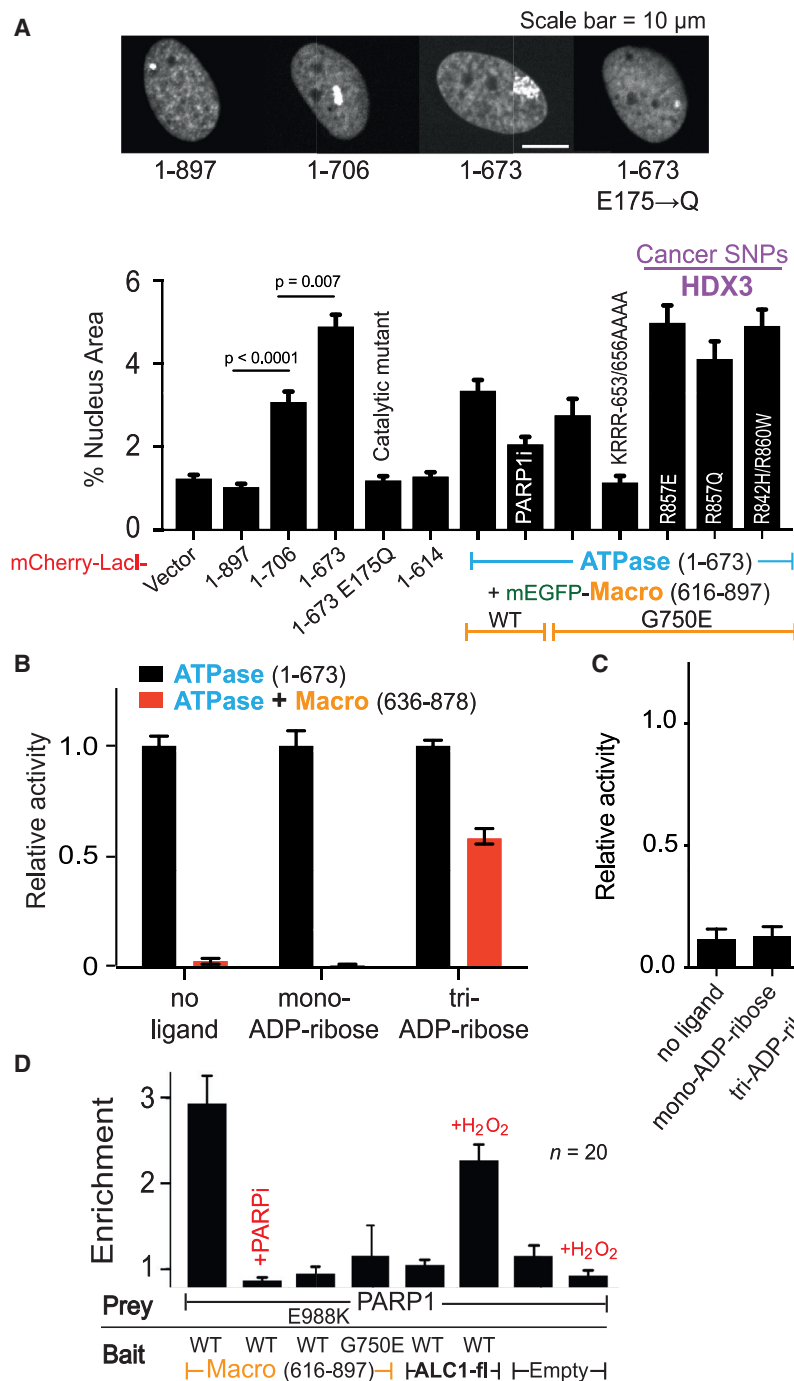 A
Scale bar = 10 µm
1-897 1-706 1-673 1-673
E175→Q
Cancer SNPs
HDX3
% Nucleus Area
6
4
2
0
p < 0.0001
p = 0.007
Catalytic mutant
PARP1i
KRRR-653/656AAAA
R857E
R857Q
R842H/R860W
mCherry-LacI-
Vector
1-897
1-706
1-673
1-673 E175Q
1-614
ATPase (1-673)
+ mEGFP-Macro (616-897)
WT G750E
B
ATPase (1-673)
ATPase + Macro (636-878)
Relative activity
1.0
0.5
0
no ligand
mono-ADP-ribose
tri-ADP-ribose
C
Relative activity
1.0
0.5
0.0
no ligand
mono-ADP-ribose
tri-ADP-ri
D
Enrichment
3
2
1
+PARPi
+H2O2
n = 20
+H2O2
Prey PARP1
E988K
Bait WT WT WT G750E WT WT
Macro (616-897) ALC1-fl Empty